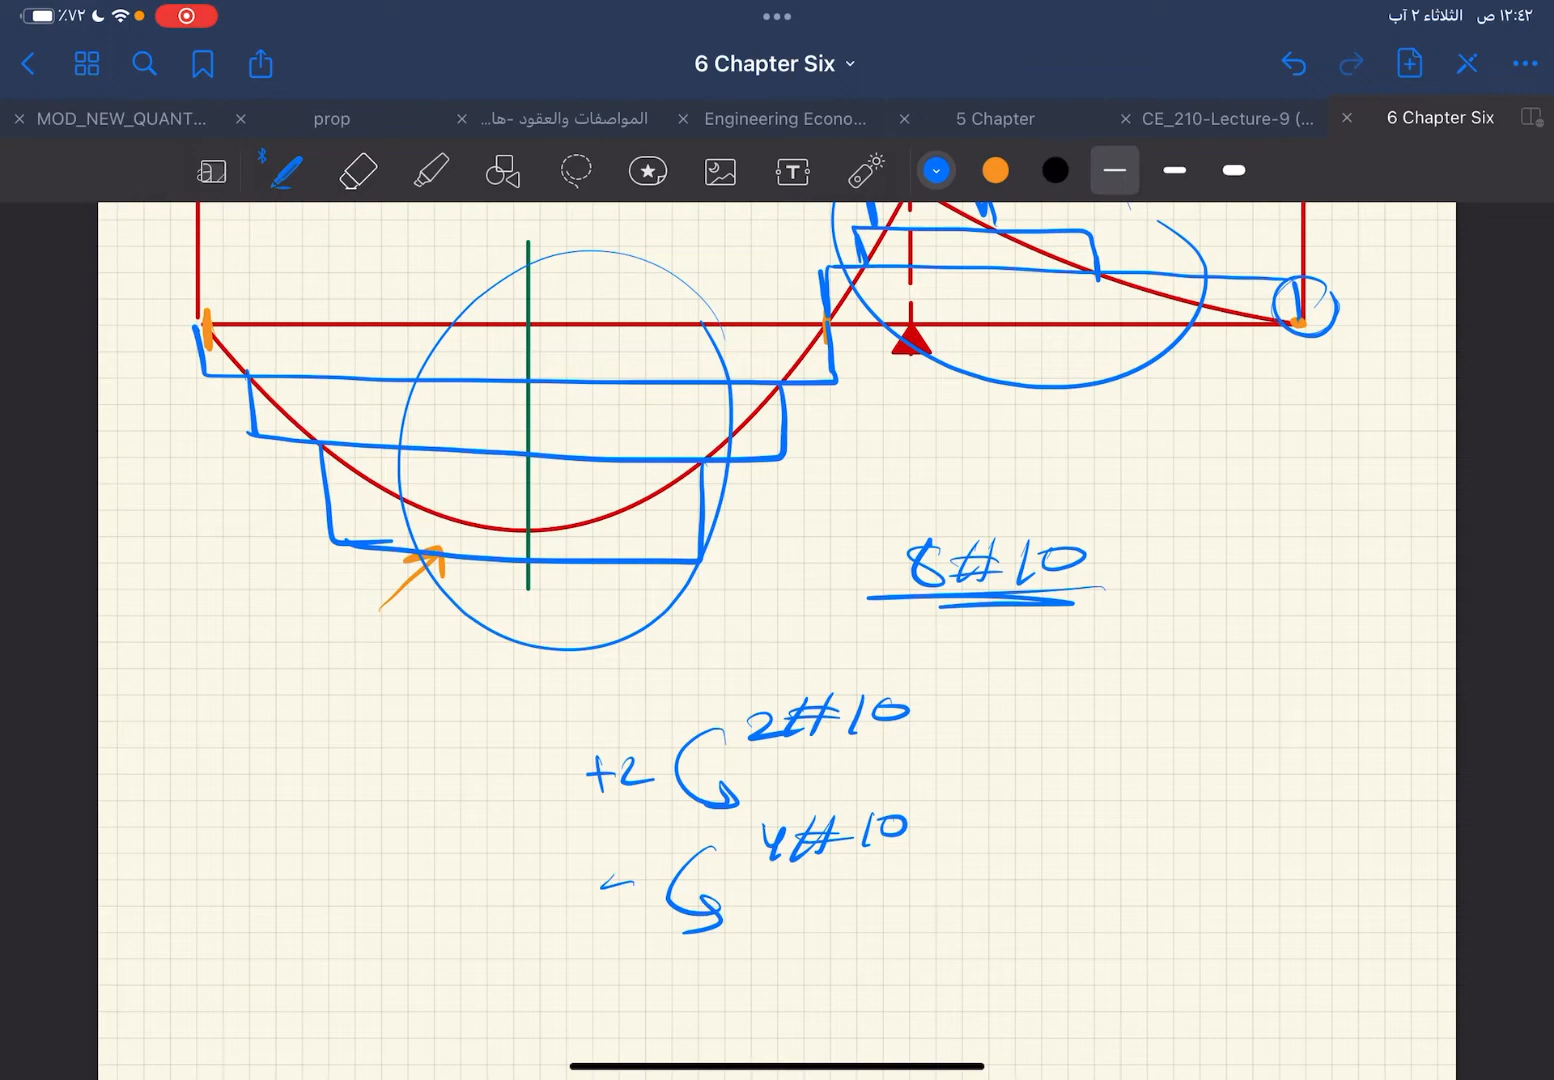 ٪٧٢
١٢:٤٢ ص الثلاثاء ٢ آب
6 Chapter Six
MOD_NEW_QUANT...
prop
المواصفات والعقود -ها...
Engineering Econo...
5 Chapter
CE_210-Lecture-9 (...
6 Chapter Six
8#10
2#10
+2
4#10